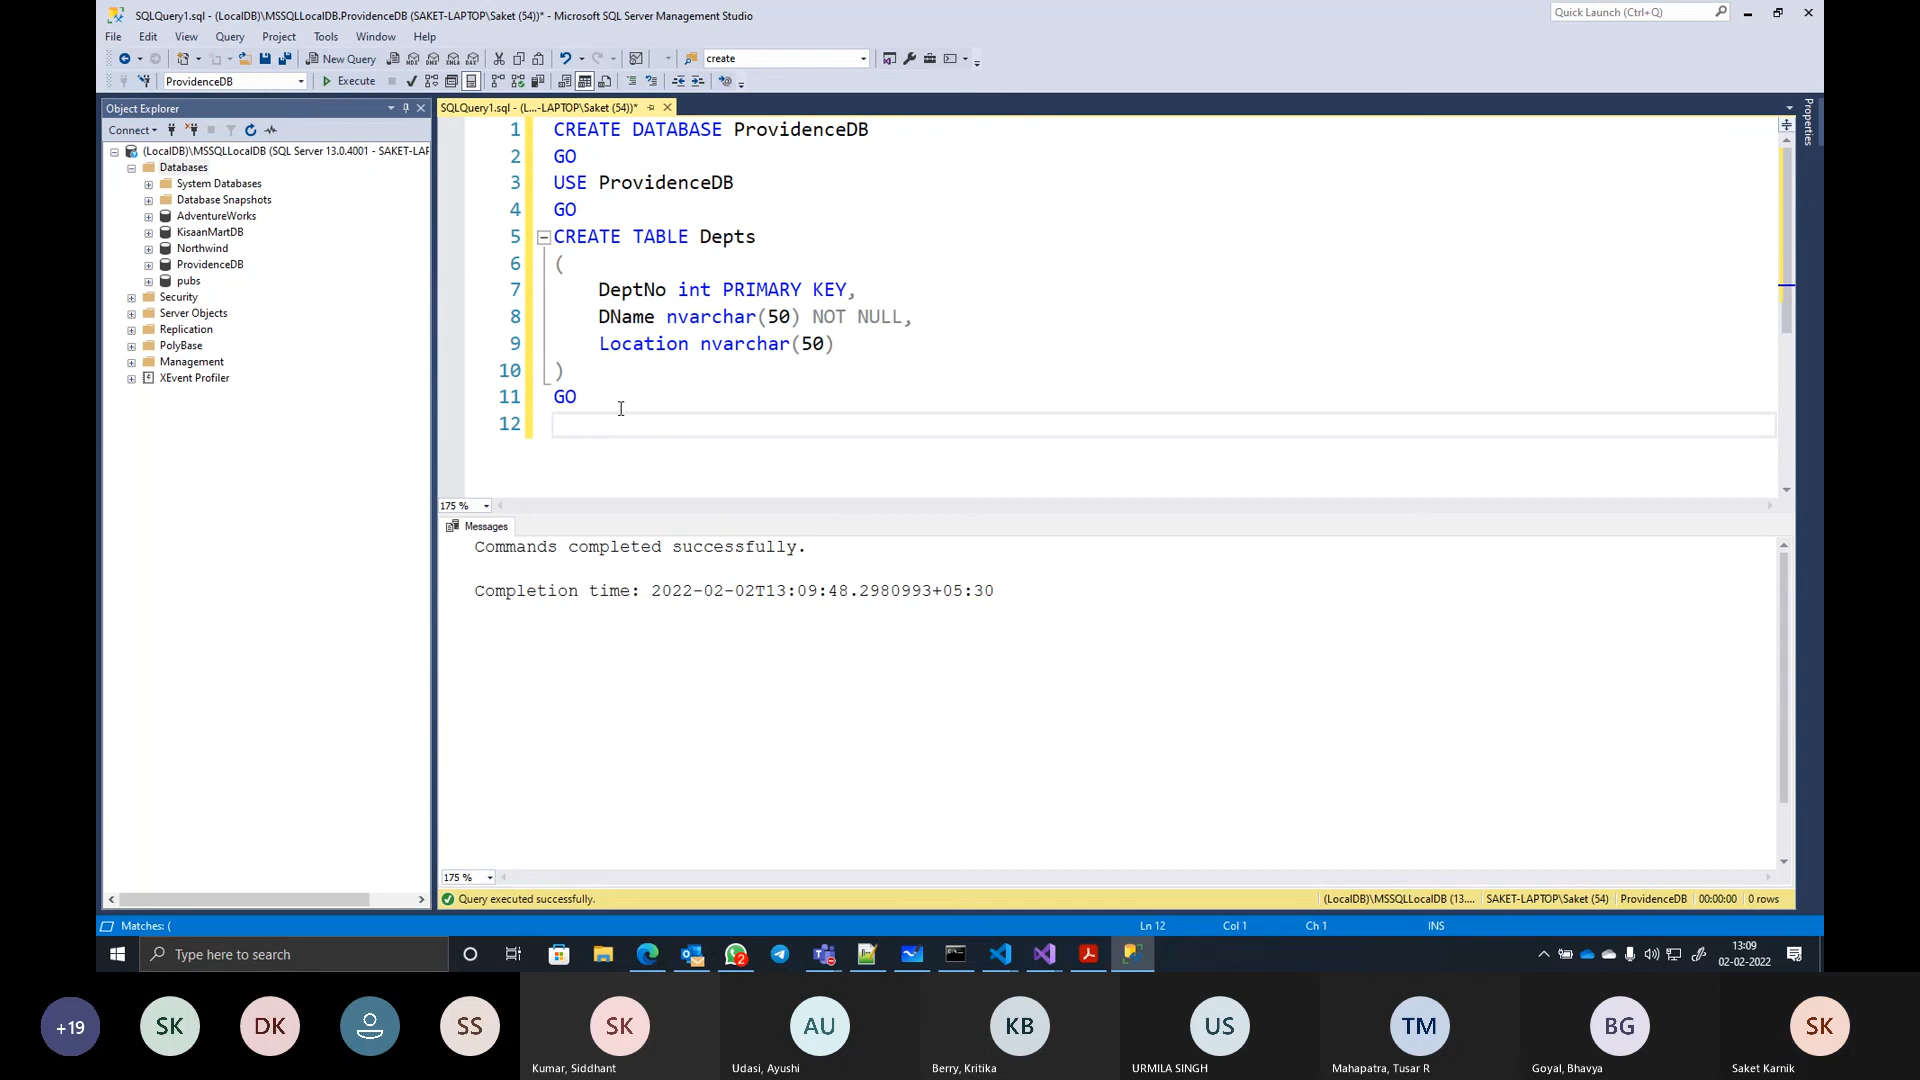 SQLQuery1.sql - (LocalDB)\MSSQLLocalDB.ProvidenceDB (SAKET-LAPTOP\Saket (54))* - Microsoft SQL Server Management Studio
Quick Launch (Ctrl+Q)
File Edit View Query Project Tools Window Help
New Query
create
ProvidenceDB
Execute
Object Explorer
Connect
(LocalDB)\MSSQLLocalDB (SQL Server 13.0.4001 - SAKET-LAP
Databases
System Databases
Database Snapshots
AdventureWorks
KisaanMartDB
Northwind
ProvidenceDB
pubs
Security
Server Objects
Replication
PolyBase
Management
XEvent Profiler
SQLQuery1.sql - (L...-LAPTOP\Saket (54))*
Properties
1 CREATE DATABASE ProvidenceDB
2 GO
3 USE ProvidenceDB
4 GO
5 CREATE TABLE Depts
6 (
7 DeptNo int PRIMARY KEY,
8 DName nvarchar(50) NOT NULL,
9 Location nvarchar(50)
10 )
11 GO
12
175 %
Messages
Commands completed successfully.
Completion time: 2022-02-02T13:09:48.2980993+05:30
175 %
Query executed successfully.
(LocalDB)\MSSQLLocalDB (13.... SAKET-LAPTOP\Saket (54) ProvidenceDB 00:00:00 0 rows
Matches: (
Ln 12 Col 1 Ch 1 INS
Type here to search
2
13:09
02-02-2022
+19 SK DK SS SK AU KB US TM BG SK
Kumar, Siddhant Udasi, Ayushi Berry, Kritika URMILA SINGH Mahapatra, Tusar R Goyal, Bhavya Saket Karnik